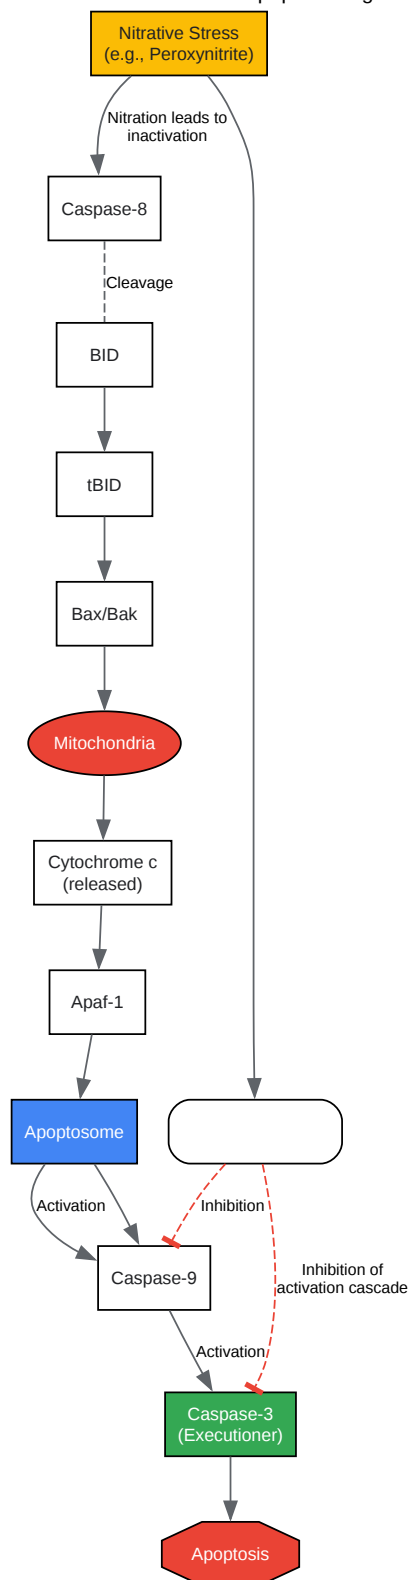 Nitrative Stress
(e.g., Peroxynitrite)
Nitration leads to
inactivation
Caspase-8
Cleavage
BID
tBID
Bax/Bak
Mitochondria
Cytochrome c
(released)
Apaf-1
Apoptosome
Activation
Inhibition
Caspase-9
Inhibition of
activation cascade
Activation
Caspase-3
(Executioner)
Apoptosis